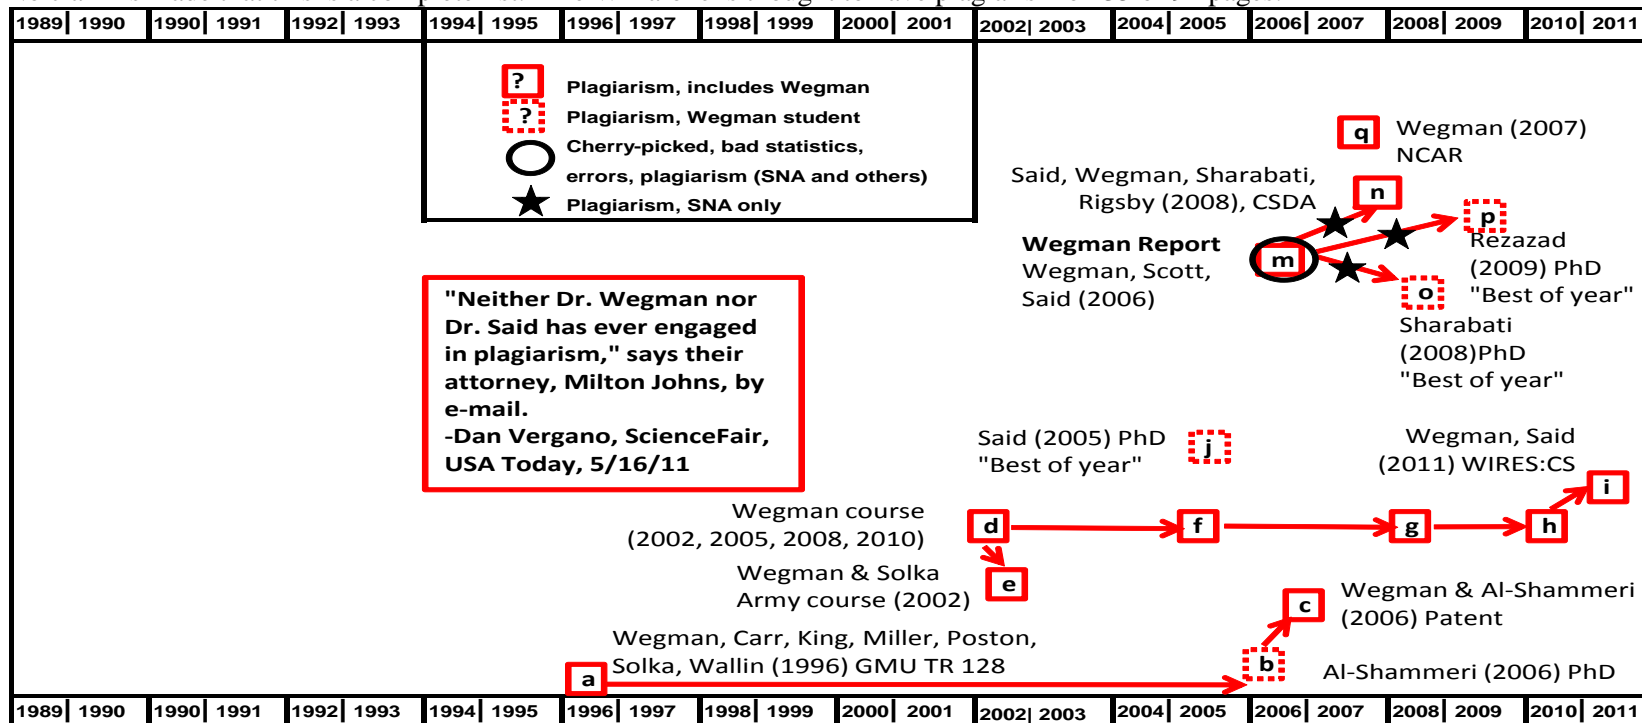 1989 1990 1990 1991 1992 1993 1994 1995 1996 1997 1998 1999 2000 2001 2002 2003 2004 2005 2006 2007 2008 2009 2010 2011
? Plagiarism, includes Wegman
? Plagiarism, Wegman student
Cherry-picked, bad statistics,
errors, plagiarism (SNA and others)
Plagiarism, SNA only
q Wegman (2007)
NCAR
Said, Wegman, Sharabati,
Rigsby (2008), CSDA
n
p
Rezazad
(2009) PhD
"Best of year"
Wegman Report
Wegman, Scott,
Said (2006)
m
o
Sharabati
(2008)PhD
"Best of year"
"Neither Dr. Wegman nor
Dr. Said has ever engaged
in plagiarism," says their
attorney, Milton Johns, by
e-mail.
-Dan Vergano, ScienceFair,
USA Today, 5/16/11
Said (2005) PhD
"Best of year"
j
Wegman, Said
(2011) WIRES:CS
i
Wegman course
(2002, 2005, 2008, 2010)
d f g h
Wegman & Solka
Army course (2002)
e
c Wegman & Al-Shammeri
(2006) Patent
Wegman, Carr, King, Miller, Poston,
Solka, Wallin (1996) GMU TR 128
a
b Al-Shammeri (2006) PhD
1989 1990 1990 1991 1992 1993 1994 1995 1996 1997 1998 1999 2000 2001 2002 2003 2004 2005 2006 2007 2008 2009 2010 2011